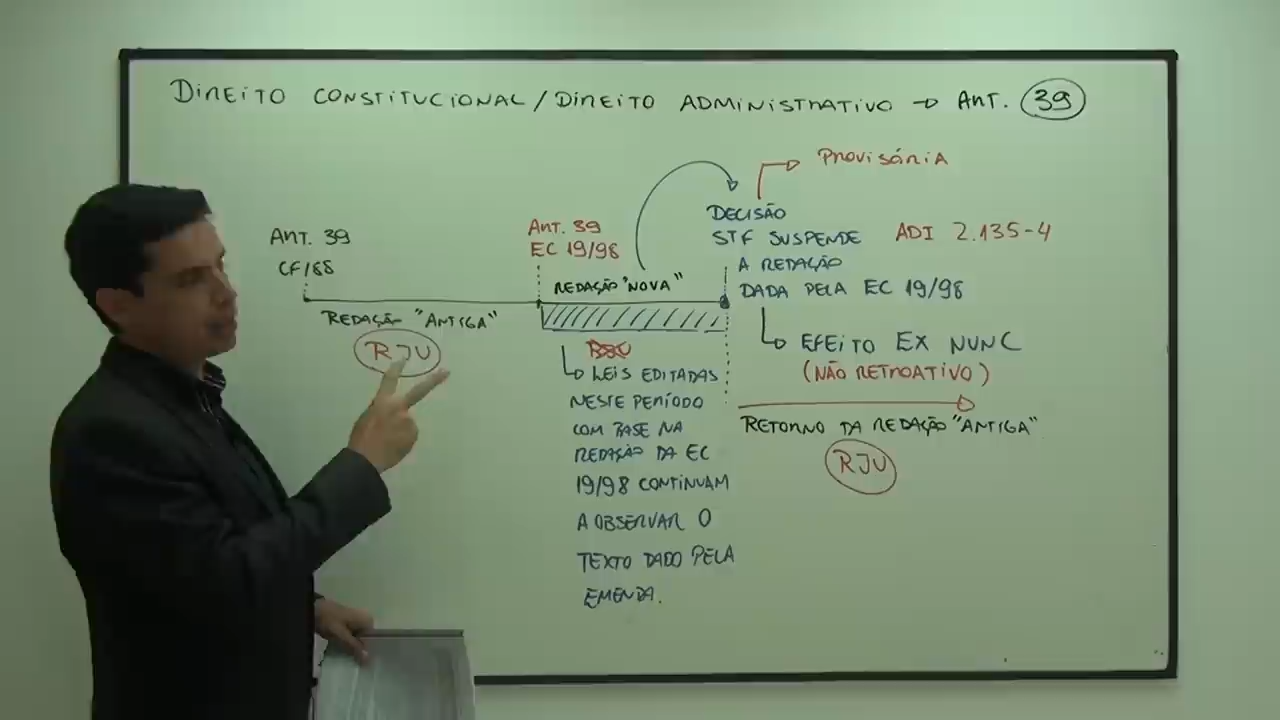 DIREITO CONSTITUCIONAL / DIREITO ADMINISTRATIVO → ART. 39
PROVISÓRIA
ART. 39
CF/88
REDAÇÃO "ANTIGA"
RJU
ART. 39
EC 19/98
REDAÇÃO "NOVA"
RJU
LEIS EDITADAS
NESTE PERÍODO
COM BASE NA
REDAÇÃO DA EC
19/98 CONTINUAM
A OBSERVAR O
TEXTO DADO PELA
EMENDA.
DECISÃO
STF SUSPENDE
A REDAÇÃO
DADA PELA EC 19/98
ADI 2.135-4
EFEITO EX NUNC
(NÃO RETROATIVO)
RETORNO DA REDAÇÃO "ANTIGA"
RJU